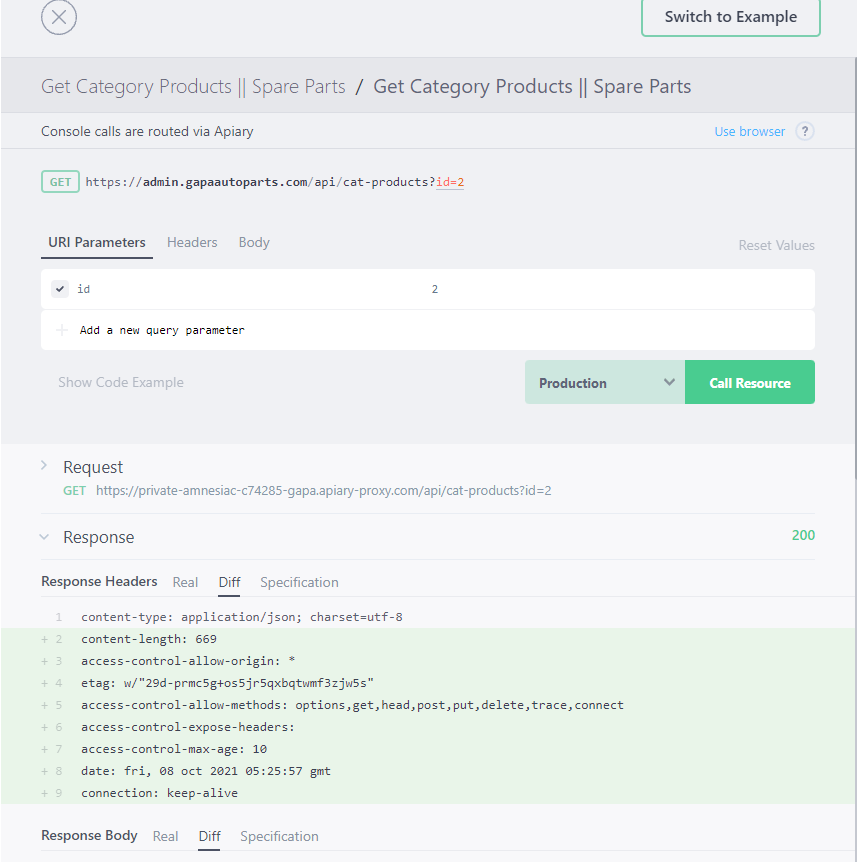 Switch to Example
Get Category Products || Spare Parts / Get Category Products || Spare Parts
Console calls are routed via Apiary Use browser ?
GET https://admin.gapaautoparts.com/api/cat-products?id=2
URI Parameters Headers Body Reset Values
id 2
+ Add a new query parameter
Show Code Example Production Call Resource
Request
GET https://private-amnesiac-c74285-gapa.apiary-proxy.com/api/cat-products?id=2
Response 200
Response Headers Real Diff Specification
1 content-type: application/json; charset=utf-8
+ 2 content-length: 669
+ 3 access-control-allow-origin: *
+ 4 etag: w/"29d-prmc5g+os5jr5qxbqtwmf3zjw5s"
+ 5 access-control-allow-methods: options,get,head,post,put,delete,trace,connect
+ 6 access-control-expose-headers:
+ 7 access-control-max-age: 10
+ 8 date: fri, 08 oct 2021 05:25:57 gmt
+ 9 connection: keep-alive
Response Body Real Diff Specification